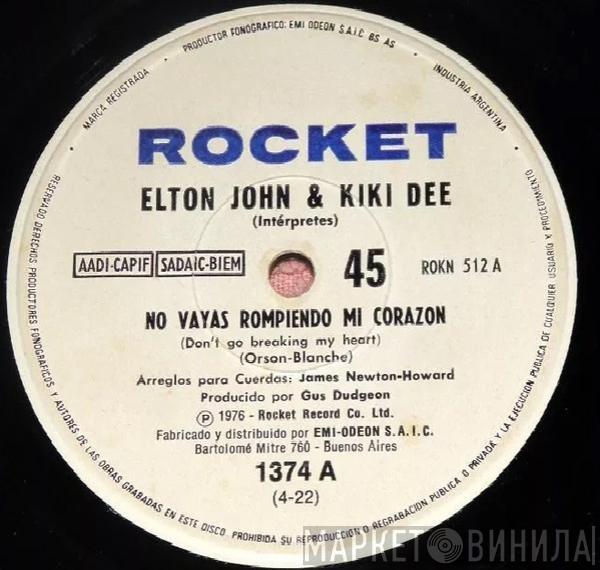 MARCA REGISTRADA • PRODUCTOR FONOGRAFICO: EMI ODEON S.A.I.C. BS. AS. • INDUSTRIA ARGENTINA
ROCKET
ELTON JOHN & KIKI DEE
(Intérpretes)
AADI-CAPIF SADAIC-BIEM
45
ROKN 512 A
NO VAYAS ROMPIENDO MI CORAZON
(Don't go breaking my heart)
(Orson-Blanche)
Arreglos para Cuerdas: James Newton-Howard
Producido por Gus Dudgeon
Ⓟ 1976 - Rocket Record Co. Ltd.
Fabricado y distribuido por EMI-ODEON S.A.I.C.
Bartolomé Mitre 760 - Buenos Aires
1374 A
(4-22)
RESERVADO DERECHOS PRODUCTORES FONOGRAFICOS Y AUTORES DE LAS OBRAS GRABADAS EN ESTE DISCO. PROHIBIDA SU REPRODUCCION O REGRABACION PUBLICA O PRIVADA Y LA EJECUCION PUBLICA DE CUALQUIER USUARIO Y PROCEDIMIENTO
МАРКЕТ ВИНИЛА